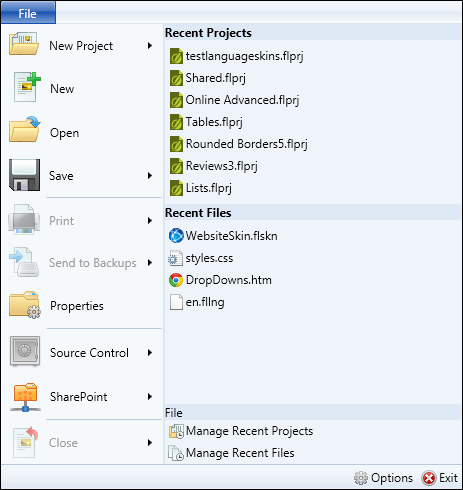 File
New Project
New
Open
Save
Print
Send to Backups
Properties
Source Control
SharePoint
Close
Recent Projects
testlanguageskins.flprj
Shared.flprj
Online Advanced.flprj
Tables.flprj
Rounded Borders5.flprj
Reviews3.flprj
Lists.flprj
Recent Files
WebsiteSkin.flskn
styles.css
DropDowns.htm
en.fllng
File
Manage Recent Projects
Manage Recent Files
Options Exit